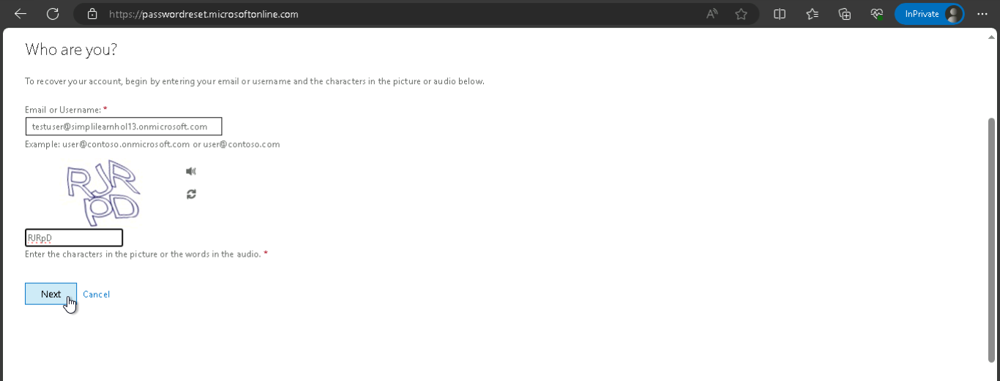 https://passwordreset.microsoftonline.com
InPrivate
Who are you?
To recover your account, begin by entering your email or username and the characters in the picture or audio below.
Email or Username: *
testuser@simplilearnhol13.onmicrosoft.com
Example: user@contoso.onmicrosoft.com or user@contoso.com
RJR
pD
RJRpD
Enter the characters in the picture or the words in the audio. *
Next Cancel